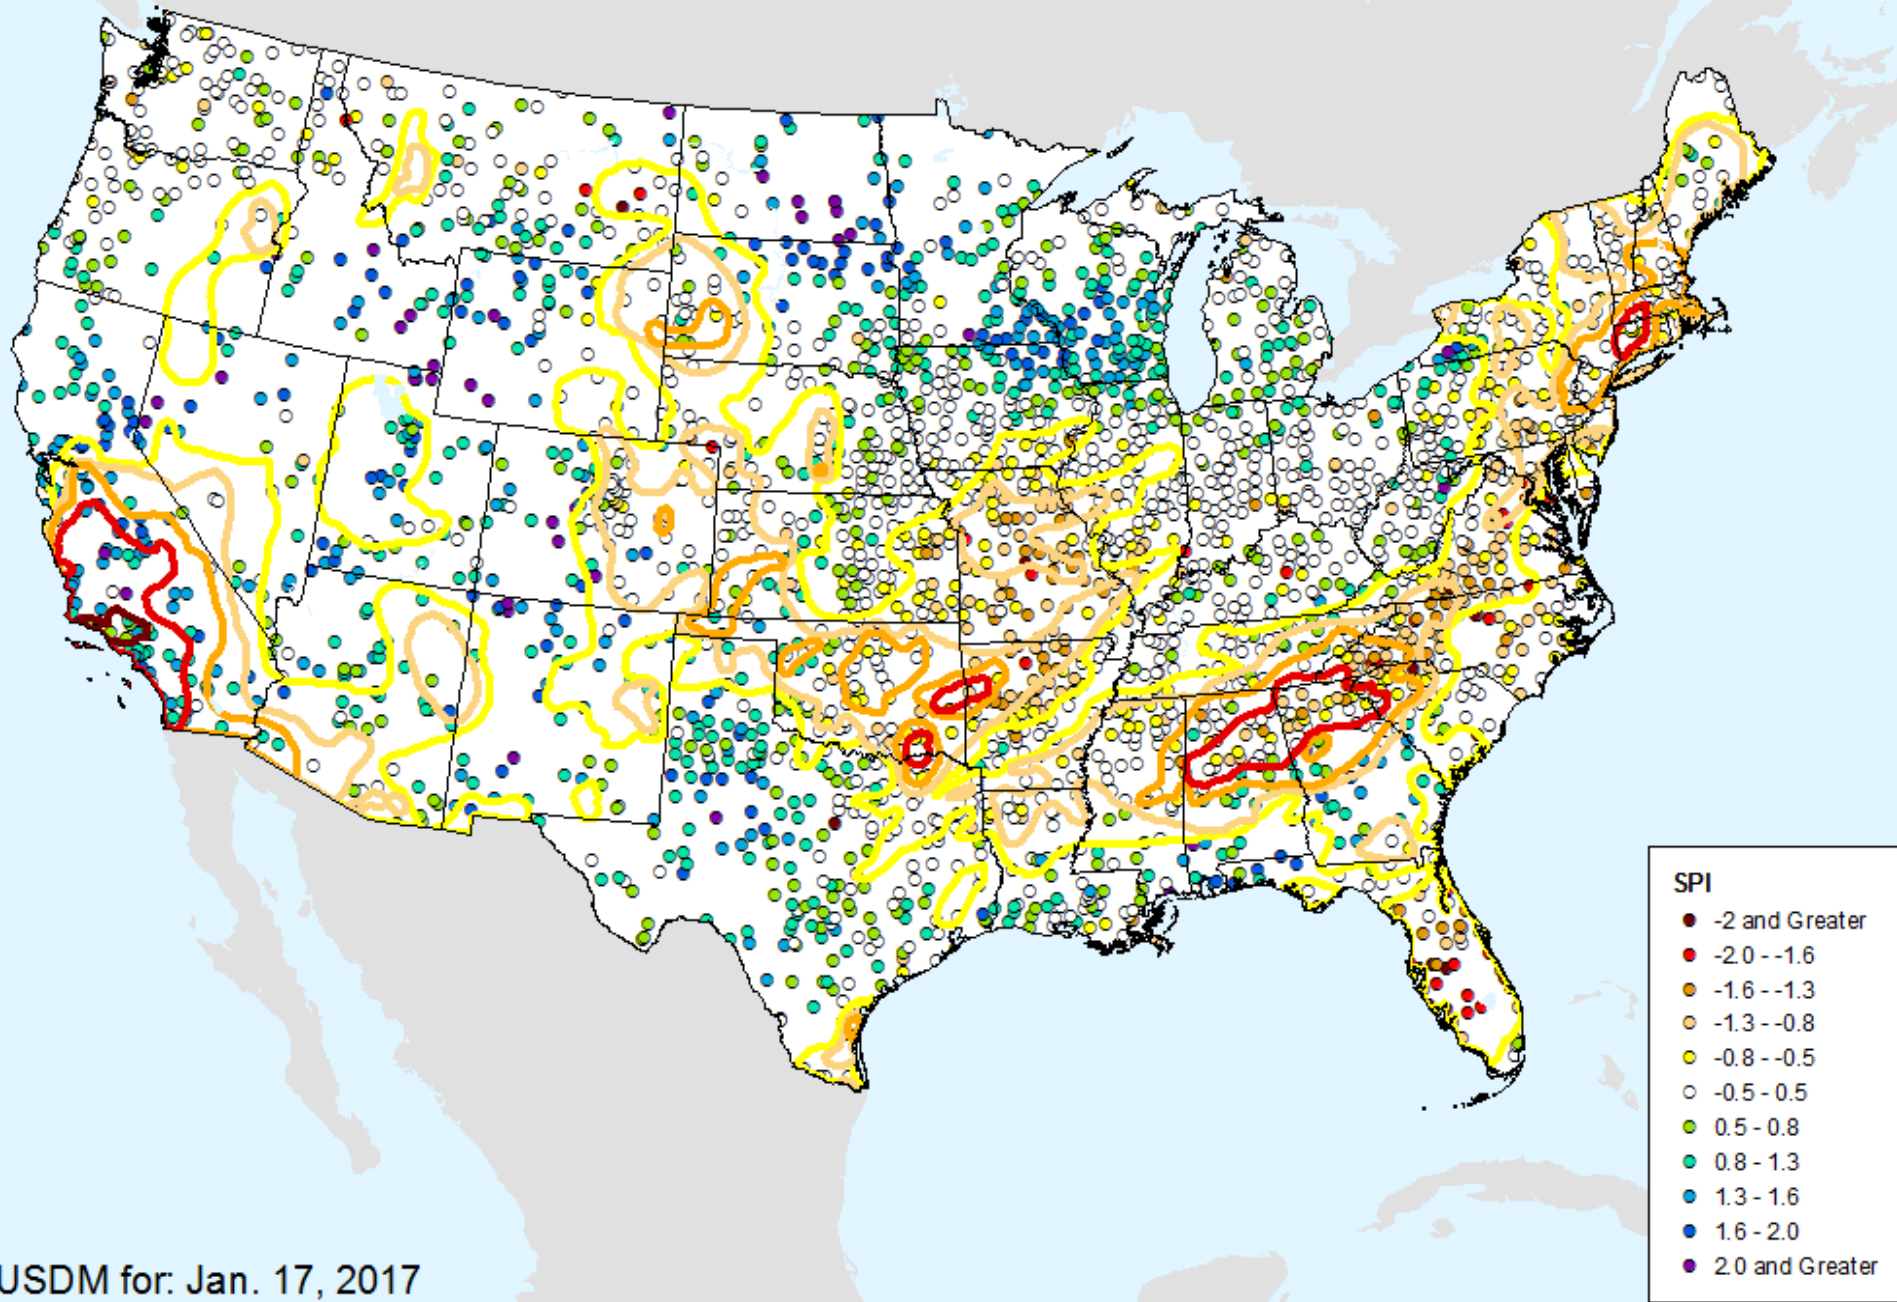 SPI
-2 and Greater
-2.0 - -1.6
-1.6 - -1.3
-1.3 - -0.8
-0.8 - -0.5
-0.5 - 0.5
0.5 - 0.8
0.8 - 1.3
1.3 - 1.6
1.6 - 2.0
2.0 and Greater
USDM for: Jan. 17, 2017